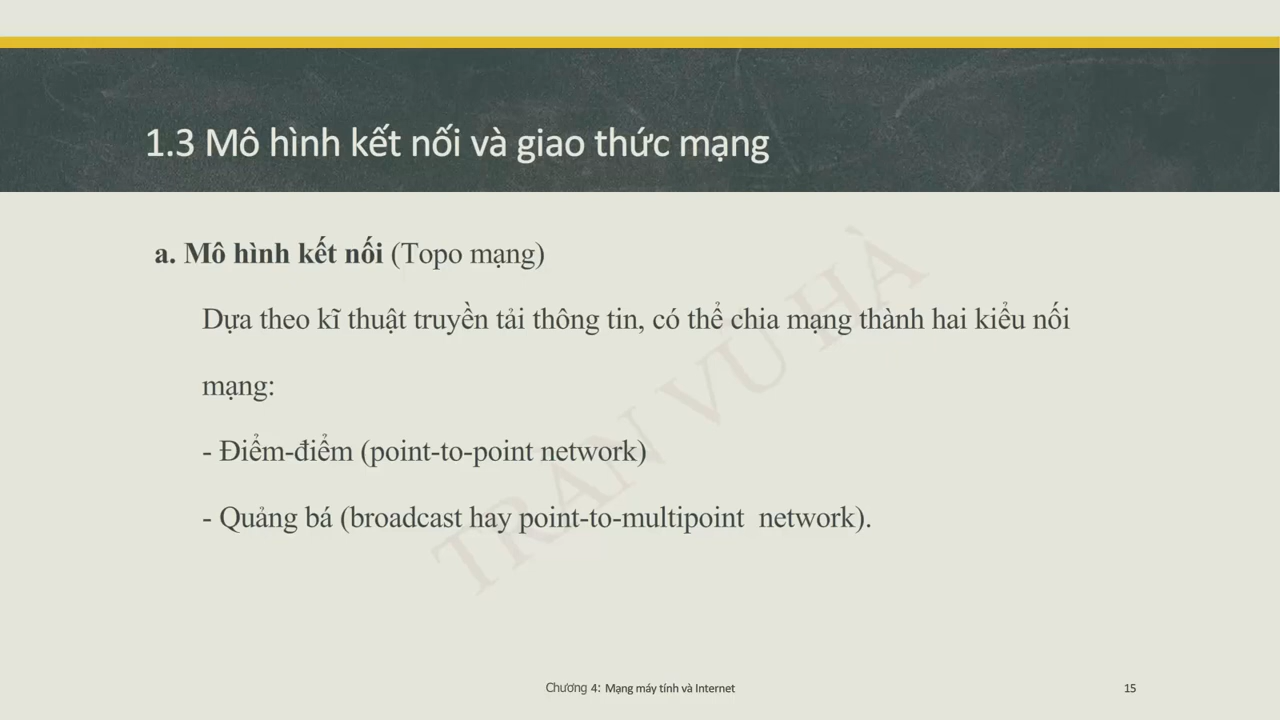 1.3 Mô hình kết nối và giao thức mạng
a. Mô hình kết nối (Topo mạng)
Dựa theo kĩ thuật truyền tải thông tin, có thể chia mạng thành hai kiểu nối
mạng:
- Điểm-điểm (point-to-point network)
- Quảng bá (broadcast hay point-to-multipoint network).
TRAN VU HÀ
Chương 4: Mạng máy tính và Internet
15